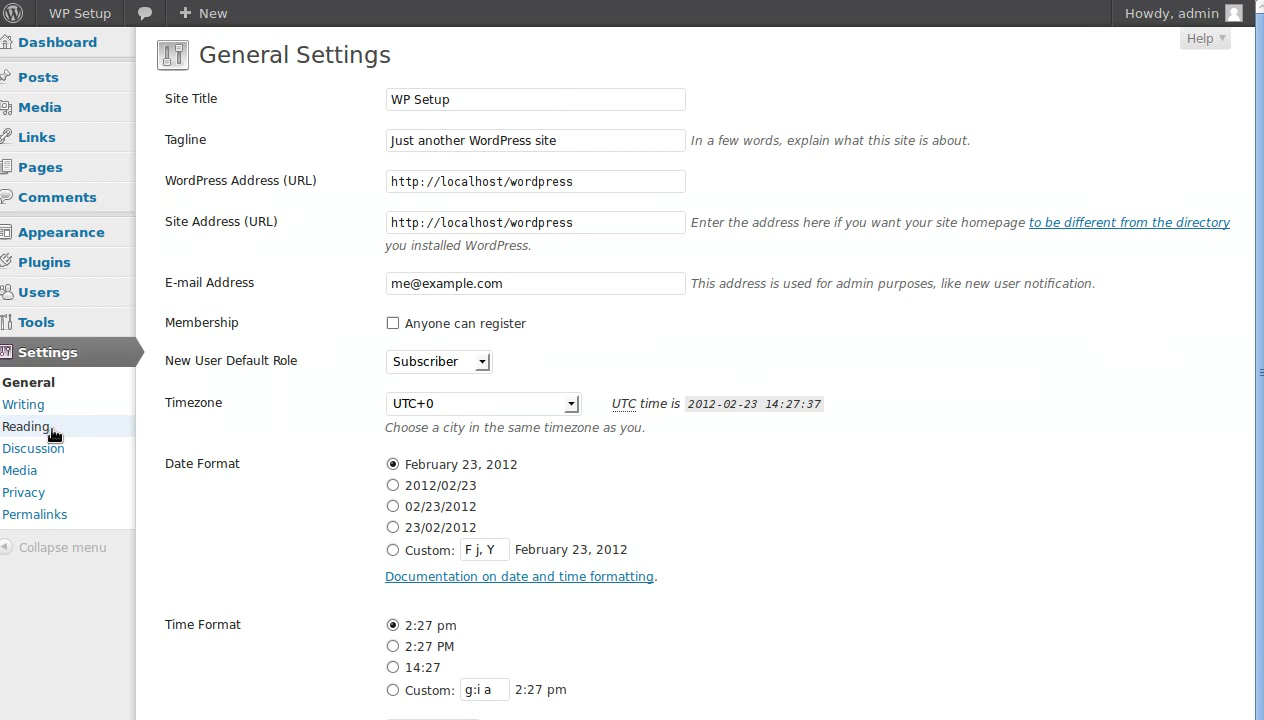 WP Setup
New
Howdy, admin
Dashboard
Posts
Media
Links
Pages
Comments
Appearance
Plugins
Users
Tools
Settings
General
Writing
Reading
Discussion
Media
Privacy
Permalinks
Collapse menu
Help
General Settings
Site Title WP Setup
Tagline Just another WordPress site In a few words, explain what this site is about.
WordPress Address (URL) http://localhost/wordpress
Site Address (URL) http://localhost/wordpress Enter the address here if you want your site homepage to be different from the directory
you installed WordPress.
E-mail Address me@example.com This address is used for admin purposes, like new user notification.
Membership Anyone can register
New User Default Role Subscriber
Timezone UTC+0 UTC time is 2012-02-23 14:27:37
Choose a city in the same timezone as you.
Date Format February 23, 2012
2012/02/23
02/23/2012
23/02/2012
Custom: F j, Y February 23, 2012
Documentation on date and time formatting.
Time Format 2:27 pm
2:27 PM
14:27
Custom: g:i a 2:27 pm